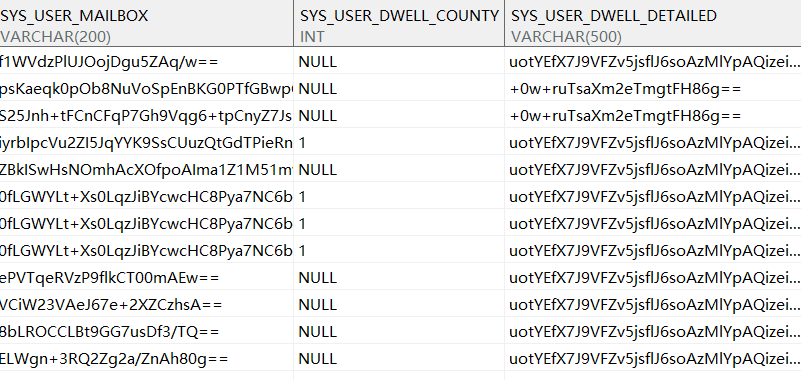 SYS_USER_MAILBOX SYS_USER_DWELL_COUNTY SYS_USER_DWELL_DETAILED
VARCHAR(200) INT VARCHAR(500)
f1WVdzPlUJOojDgu5ZAq/w== NULL uotYEfX7J9VFZv5jsflJ6soAzMlYpAQizei...
psKaeqk0pOb8NuVoSpEnBKG0PTfGBwp( NULL +0w+ruTsaXm2eTmgtFH86g==
S25Jnh+tFCnCFqP7Gh9Vqg6+tpCnyZ7Js NULL +0w+ruTsaXm2eTmgtFH86g==
iyrbIpcVu2ZI5JqYYK9SsCUuzQtGdTPieRn 1 uotYEfX7J9VFZv5jsflJ6soAzMlYpAQizei...
ZBkISwHsNOmhAcXOfpoAIma1Z1M51m NULL uotYEfX7J9VFZv5jsflJ6soAzMlYpAQizei...
0fLGWYLt+Xs0LqzJiBYcwcHC8Pya7NC6b 1 uotYEfX7J9VFZv5jsflJ6soAzMlYpAQizei...
0fLGWYLt+Xs0LqzJiBYcwcHC8Pya7NC6b 1 uotYEfX7J9VFZv5jsflJ6soAzMlYpAQizei...
0fLGWYLt+Xs0LqzJiBYcwcHC8Pya7NC6b 1 uotYEfX7J9VFZv5jsflJ6soAzMlYpAQizei...
ePVTqeRVzP9flkCT00mAEw== NULL uotYEfX7J9VFZv5jsflJ6soAzMlYpAQizei...
VCiW23VAeJ67e+2XZCzhsA== NULL uotYEfX7J9VFZv5jsflJ6soAzMlYpAQizei...
8bLROCCLBt9GG7usDf3/TQ== NULL uotYEfX7J9VFZv5jsflJ6soAzMlYpAQizei...
ELWgn+3RQ2Zg2a/ZnAh80g== NULL uotYEfX7J9VFZv5jsflJ6soAzMlYpAQizei...